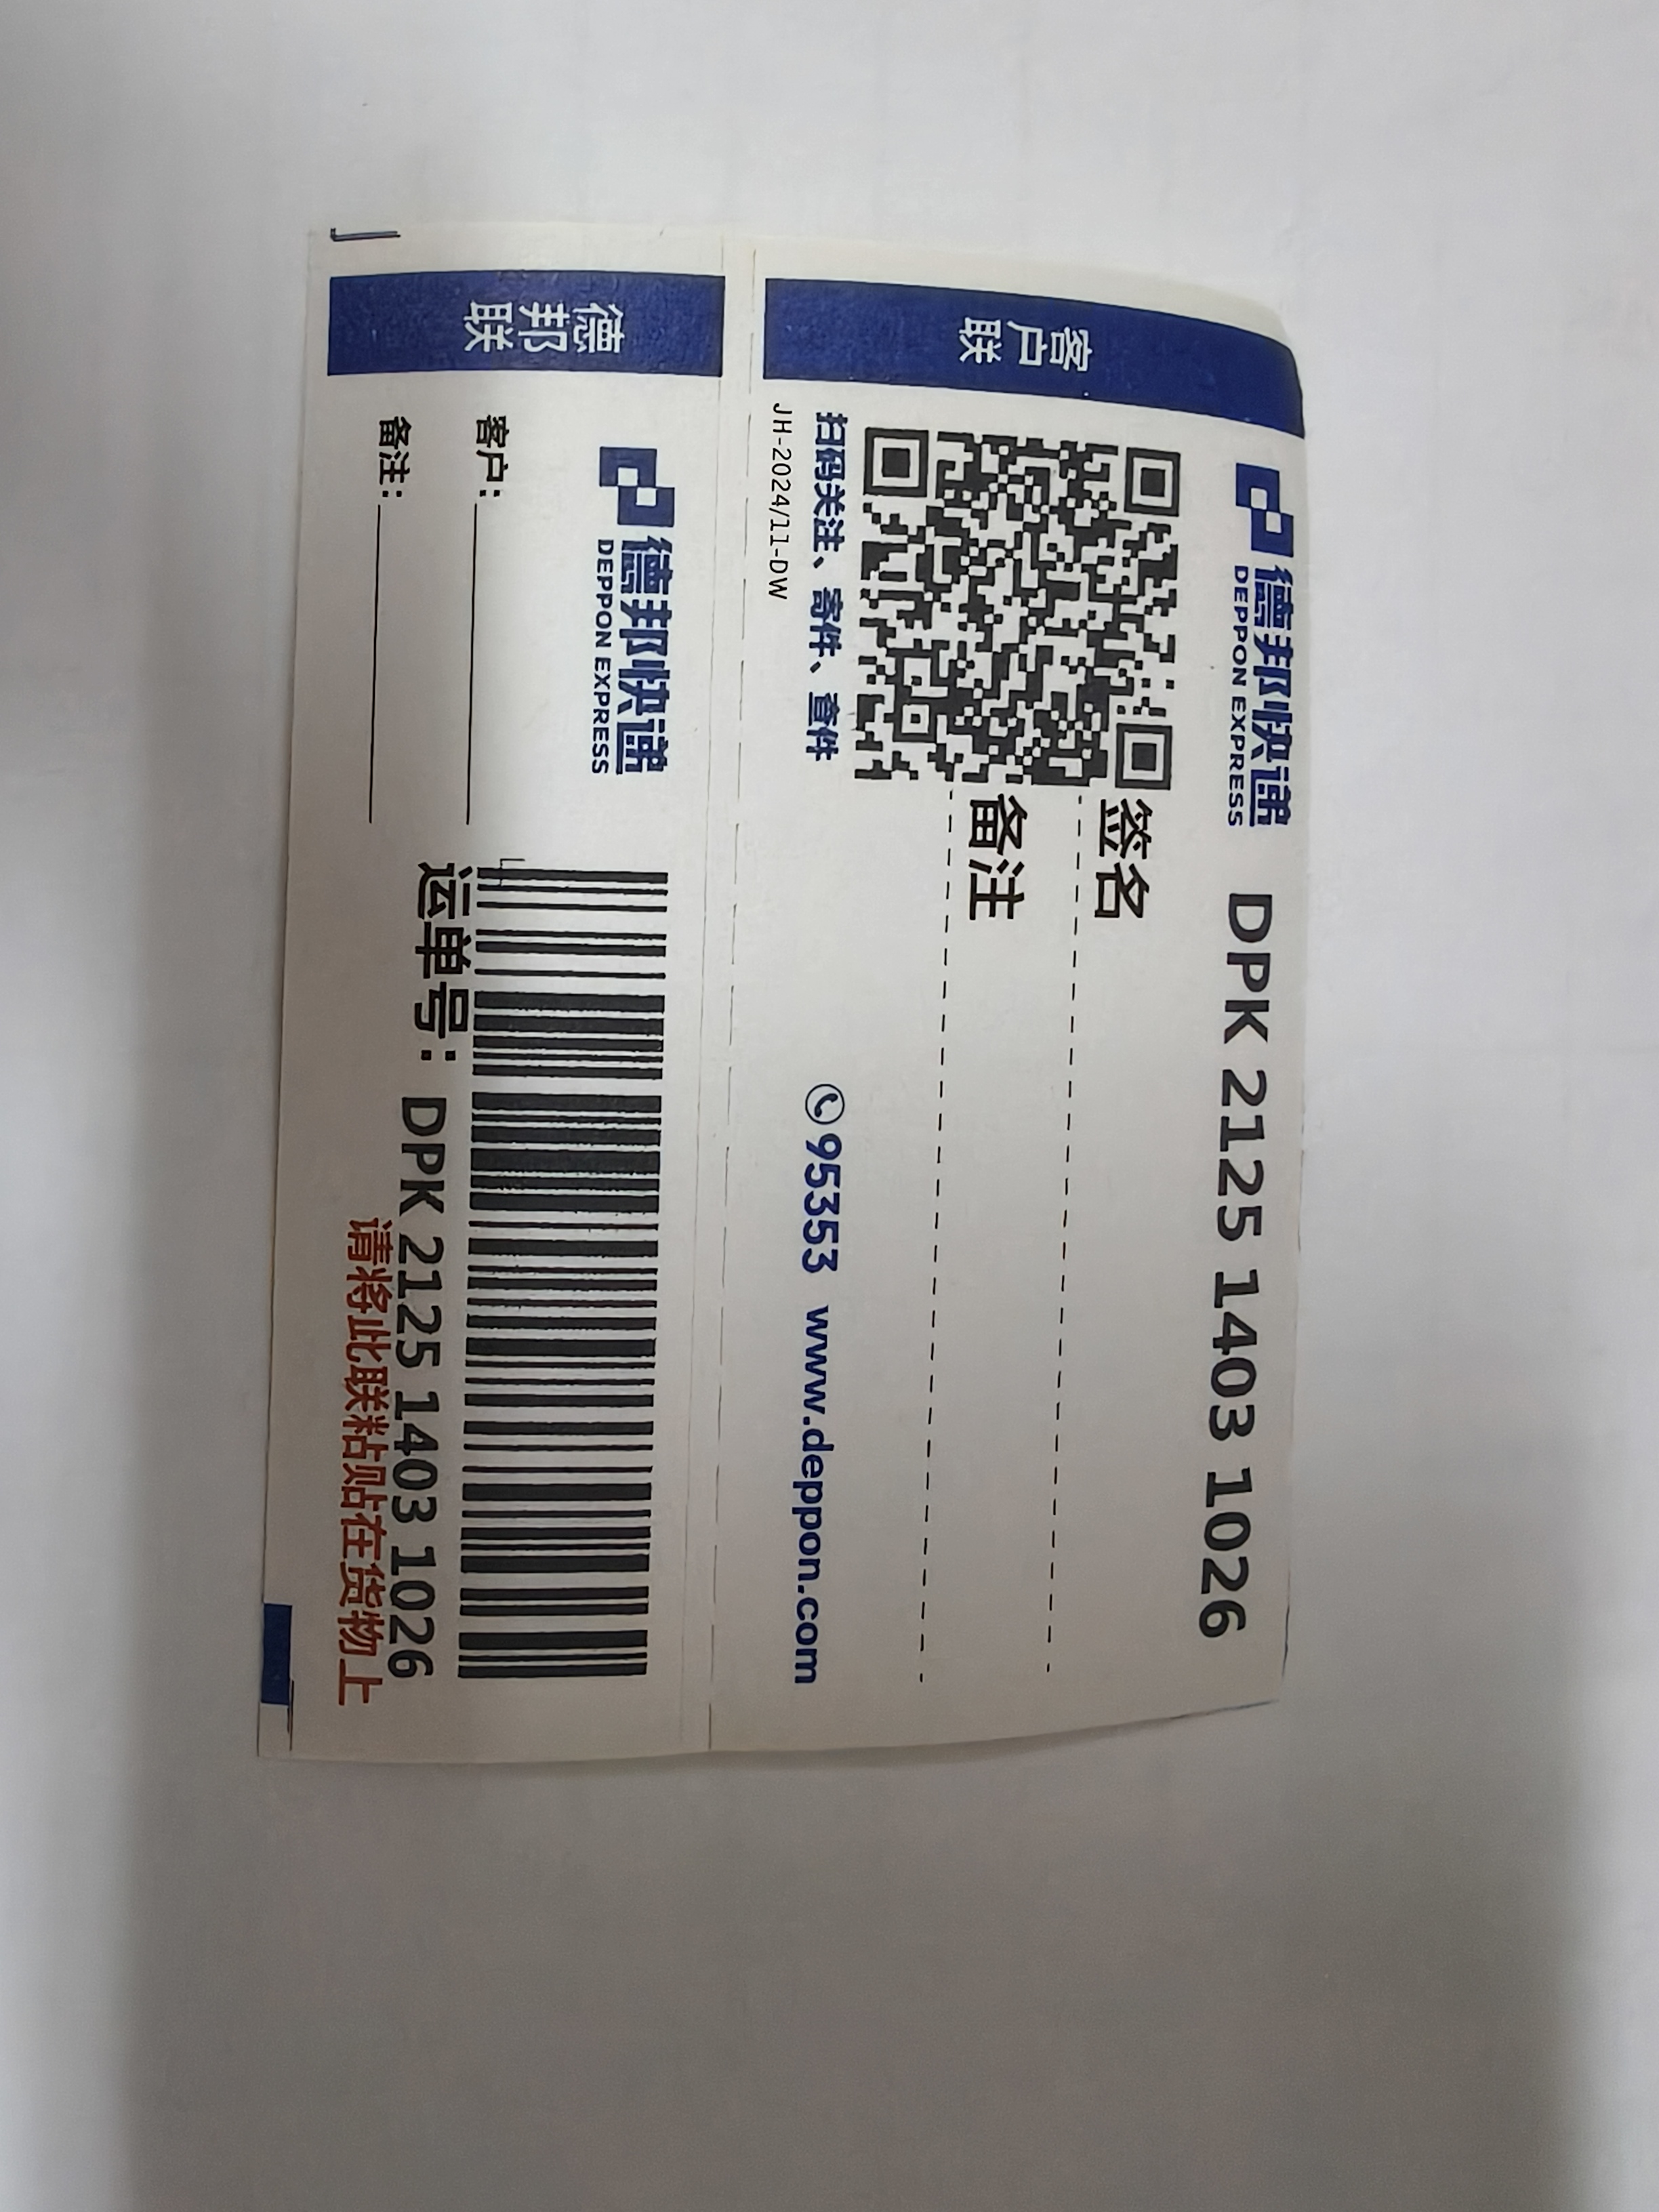 客户联
德邦快递
DEPPON EXPRESS
DPK 2125 1403 1026
签名
备注
扫码关注、寄件、查件
95353 www.deppon.com
JH-2024/11-DW
德邦联
德邦快递
DEPPON EXPRESS
客户:
备注:
运单号: DPK 2125 1403 1026
请将此联粘贴在货物上